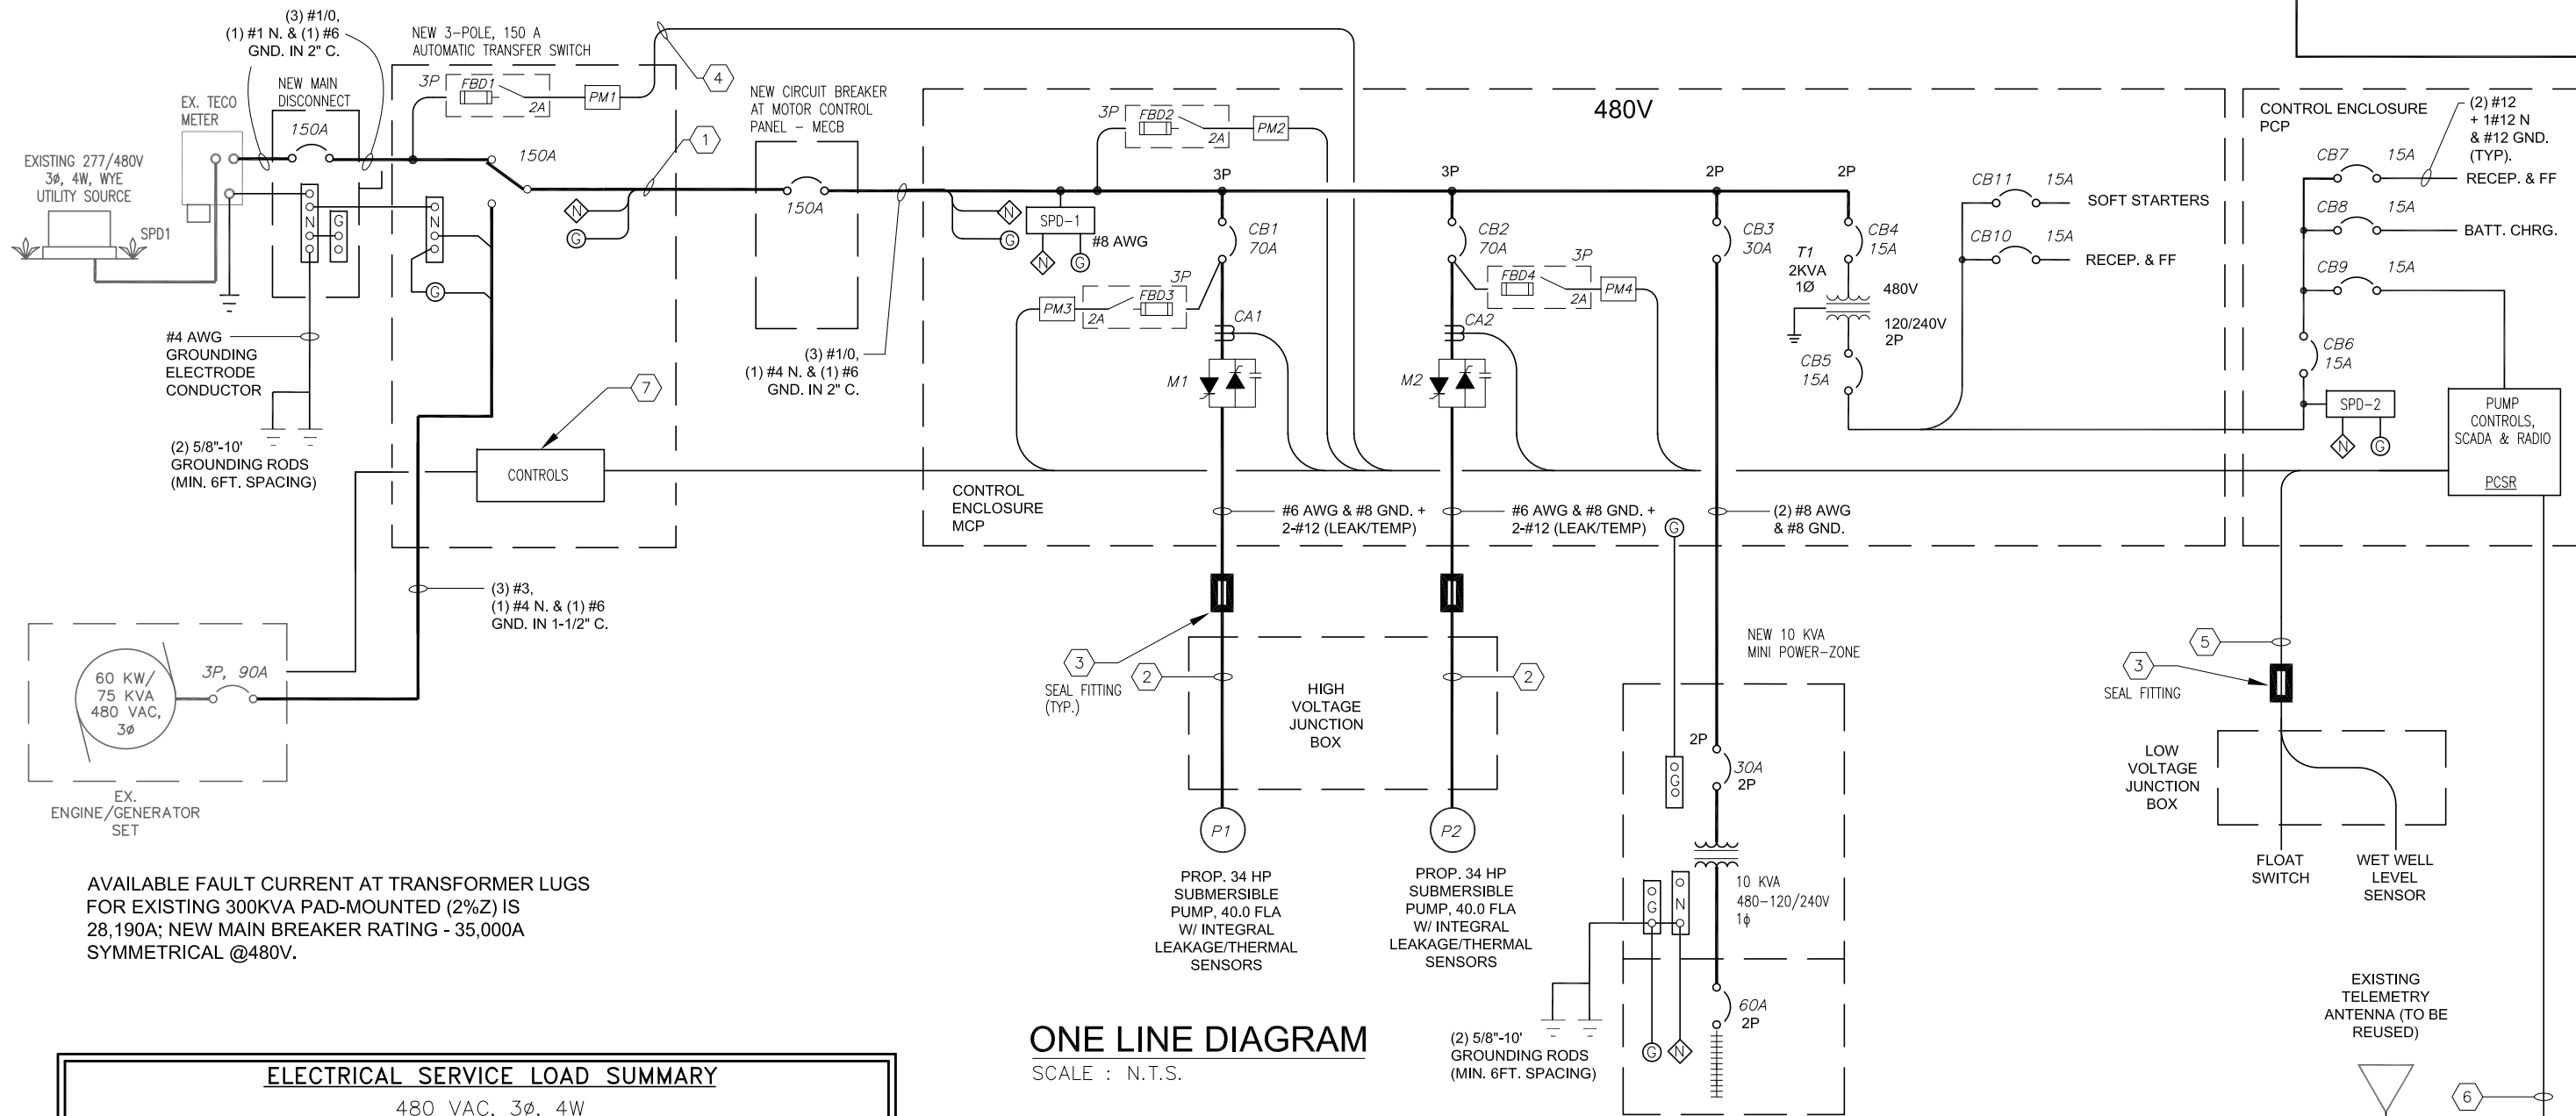 (3) #1/0,
(1) #1 N. & (1) #6
GND. IN 2" C.
NEW MAIN
DISCONNECT
150A
EX. TECO
METER
EXISTING 277/480V
3ø, 4W, WYE
UTILITY SOURCE
SPD1
N
G
#4 AWG
GROUNDING
ELECTRODE
CONDUCTOR
(2) 5/8"-10'
GROUNDING RODS
(MIN. 6FT. SPACING)
NEW 3-POLE, 150 A
AUTOMATIC TRANSFER SWITCH
3P
FBD1
2A
PM1
4
150A
1
N
G
N
G
7
CONTROLS
(3) #3,
(1) #4 N. & (1) #6
GND. IN 1-1/2" C.
60 KW/
75 KVA
480 VAC,
3ø
3P, 90A
EX.
ENGINE/GENERATOR
SET
NEW CIRCUIT BREAKER
AT MOTOR CONTROL
PANEL - MECB
150A
(3) #1/0,
(1) #4 N. & (1) #6
GND. IN 2" C.
480V
3P
FBD2
2A
PM2
N
G
SPD-1
#8 AWG
N
G
3P
CB1
70A
3P
FBD3
2A
PM3
CA1
M1
3P
CB2
70A
3P
FBD4
2A
PM4
CA2
M2
2P
CB3
30A
2P
CB4
15A
T1
2KVA
1Ø
480V
120/240V
2P
CB5
15A
CB11
15A
SOFT STARTERS
CB10
15A
RECEP. & FF
CONTROL
ENCLOSURE
MCP
#6 AWG & #8 GND. +
2-#12 (LEAK/TEMP)
#6 AWG & #8 GND. +
2-#12 (LEAK/TEMP)
G
(2) #8 AWG
& #8 GND.
CONTROL ENCLOSURE
PCP
(2) #12
+ 1#12 N
& #12 GND.
(TYP).
CB7
15A
RECEP. & FF
CB8
15A
BATT. CHRG.
CB9
15A
CB6
15A
SPD-2
N
G
PUMP
CONTROLS,
SCADA & RADIO
PCSR
3
SEAL FITTING
(TYP.)
2
HIGH
VOLTAGE
JUNCTION
BOX
2
P1
P2
PROP. 34 HP
SUBMERSIBLE
PUMP, 40.0 FLA
W/ INTEGRAL
LEAKAGE/THERMAL
SENSORS
PROP. 34 HP
SUBMERSIBLE
PUMP, 40.0 FLA
W/ INTEGRAL
LEAKAGE/THERMAL
SENSORS
NEW 10 KVA
MINI POWER-ZONE
2P
30A
2P
G
G
N
10 KVA
480-120/240V
1ϕ
60A
2P
G
N
(2) 5/8"-10'
GROUNDING RODS
(MIN. 6FT. SPACING)
5
3
SEAL FITTING
LOW
VOLTAGE
JUNCTION
BOX
FLOAT
SWITCH
WET WELL
LEVEL
SENSOR
EXISTING
TELEMETRY
ANTENNA (TO BE
REUSED)
6
AVAILABLE FAULT CURRENT AT TRANSFORMER LUGS
FOR EXISTING 300KVA PAD-MOUNTED (2%Z) IS
28,190A; NEW MAIN BREAKER RATING - 35,000A
SYMMETRICAL @480V.
ONE LINE DIAGRAM
SCALE : N.T.S.
ELECTRICAL SERVICE LOAD SUMMARY
480 VAC, 3ø, 4W